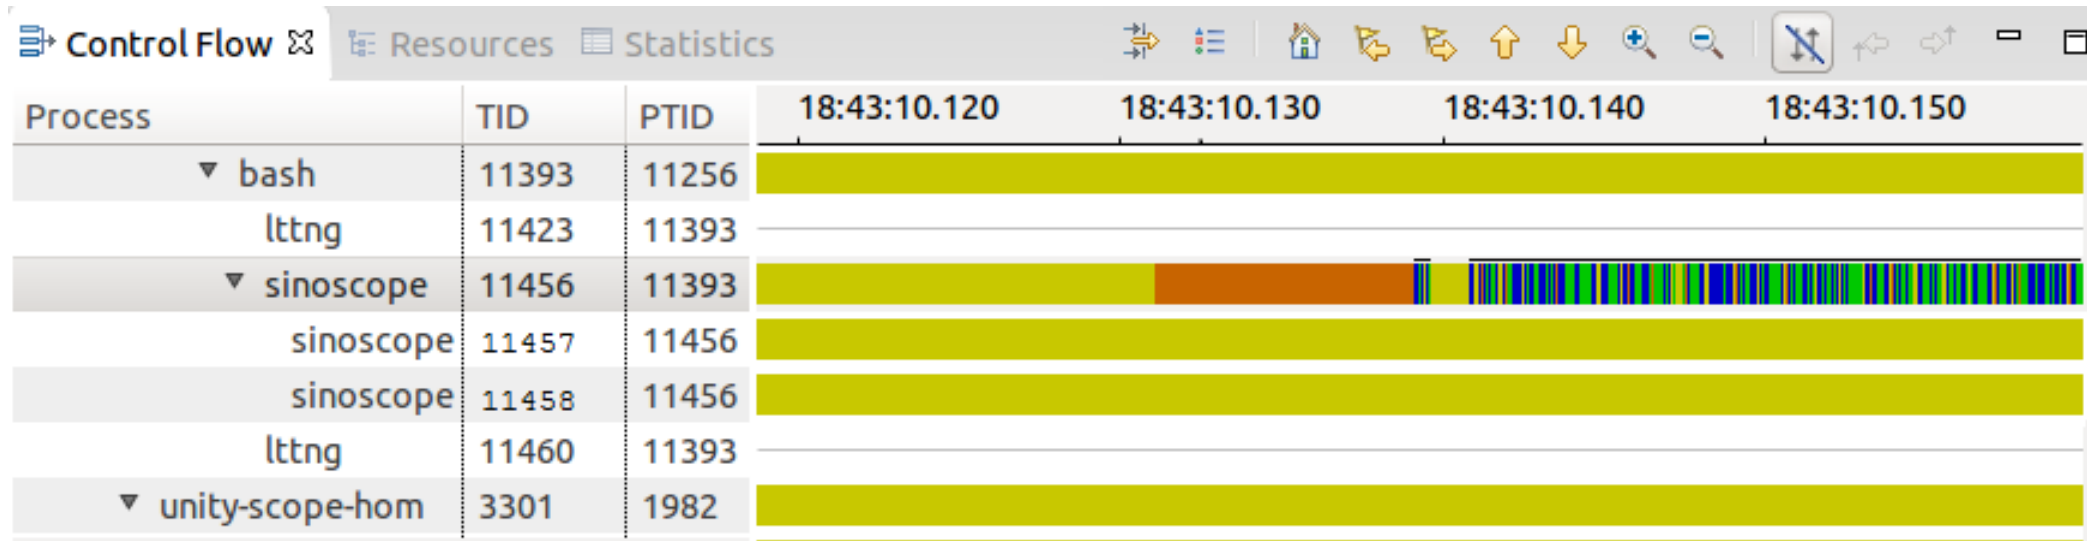 Control Flow Resources Statistics
Process TID PTID 18:43:10.120 18:43:10.130 18:43:10.140 18:43:10.150
bash 11393 11256
lttng 11423 11393
sinoscope 11456 11393
sinoscope 11457 11456
sinoscope 11458 11456
lttng 11460 11393
unity-scope-hom 3301 1982